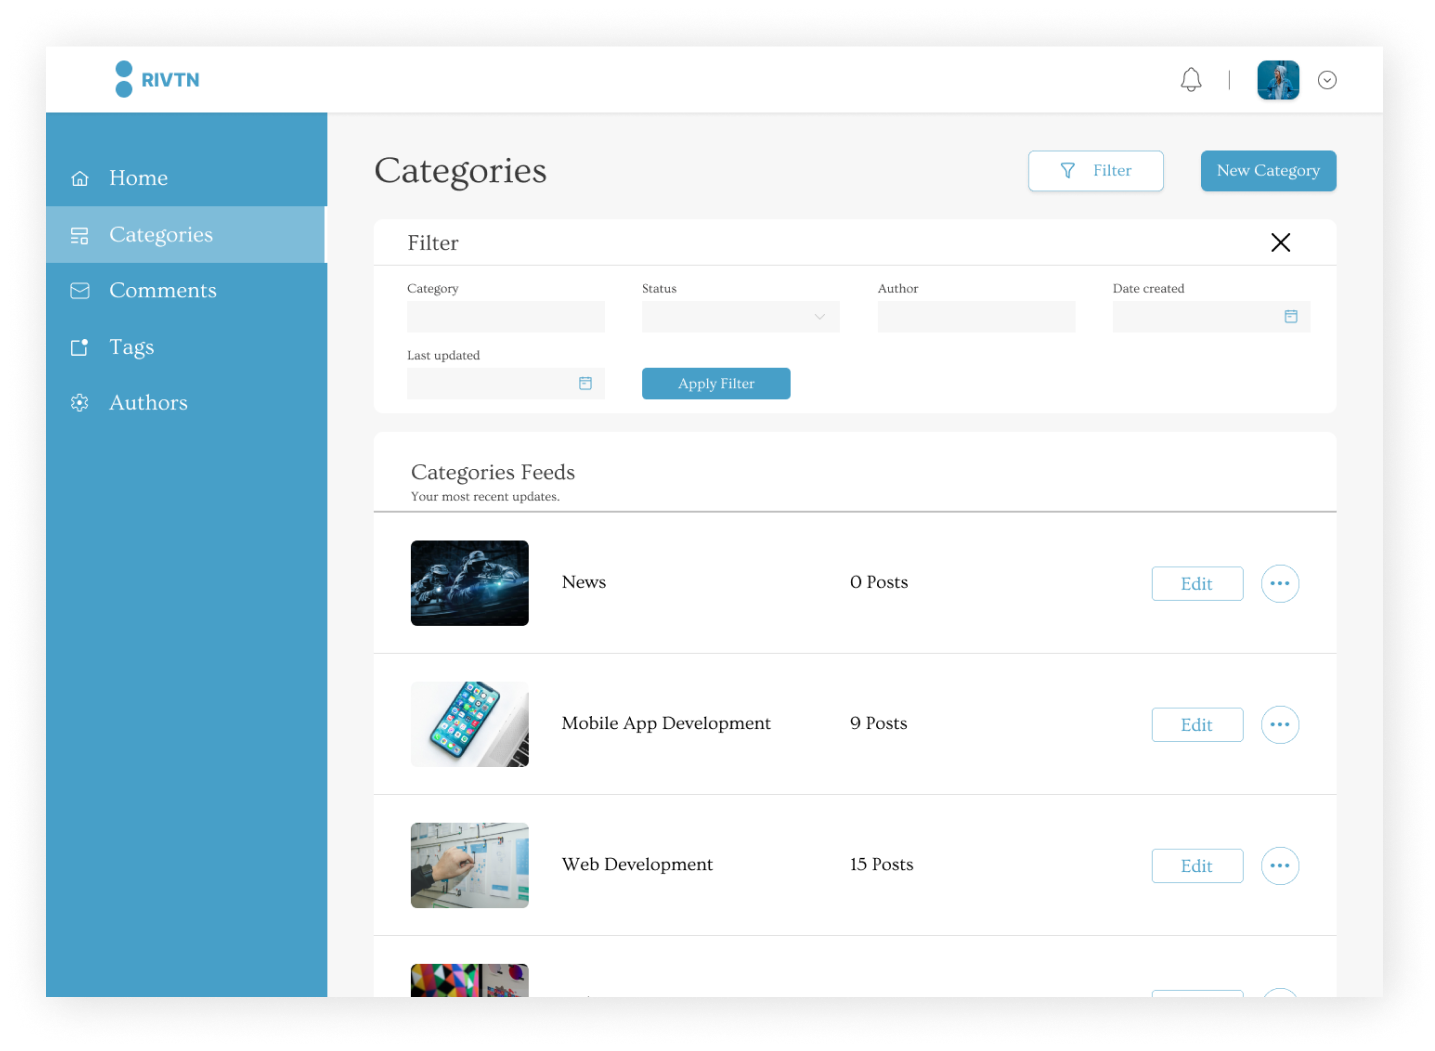 RIVTN
Home
Categories
Comments
Tags
Authors
Categories
Filter
New Category
Filter
Category
Status
Author
Date created
Last updated
Apply Filter
Categories Feeds
Your most recent updates.
News
0 Posts
Edit
Mobile App Development
9 Posts
Edit
Web Development
15 Posts
Edit